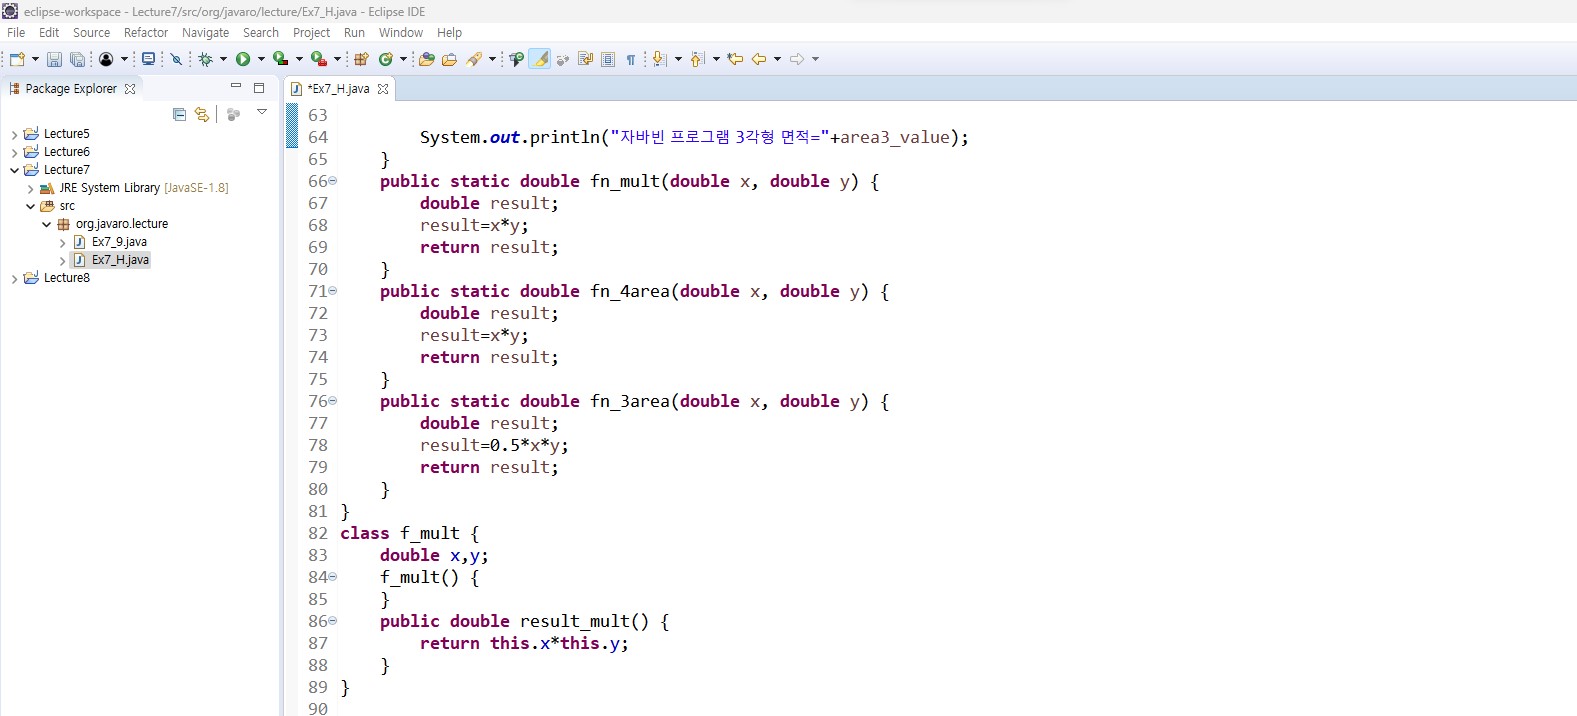 eclipse-workspace - Lecture7/src/org/javaro/lecture/Ex7_H.java - Eclipse IDE
File Edit Source Refactor Navigate Search Project Run Window Help
Package Explorer
Lecture5
Lecture6
Lecture7
JRE System Library [JavaSE-1.8]
src
org.javaro.lecture
Ex7_9.java
Ex7_H.java
Lecture8
*Ex7_H.java
63
64 System.out.println("자바빈 프로그램 3각형 면적="+area3_value);
65 }
66 public static double fn_mult(double x, double y) {
67 double result;
68 result=x*y;
69 return result;
70 }
71 public static double fn_4area(double x, double y) {
72 double result;
73 result=x*y;
74 return result;
75 }
76 public static double fn_3area(double x, double y) {
77 double result;
78 result=0.5*x*y;
79 return result;
80 }
81 }
82 class f_mult {
83 double x,y;
84 f_mult() {
85 }
86 public double result_mult() {
87 return this.x*this.y;
88 }
89 }
90